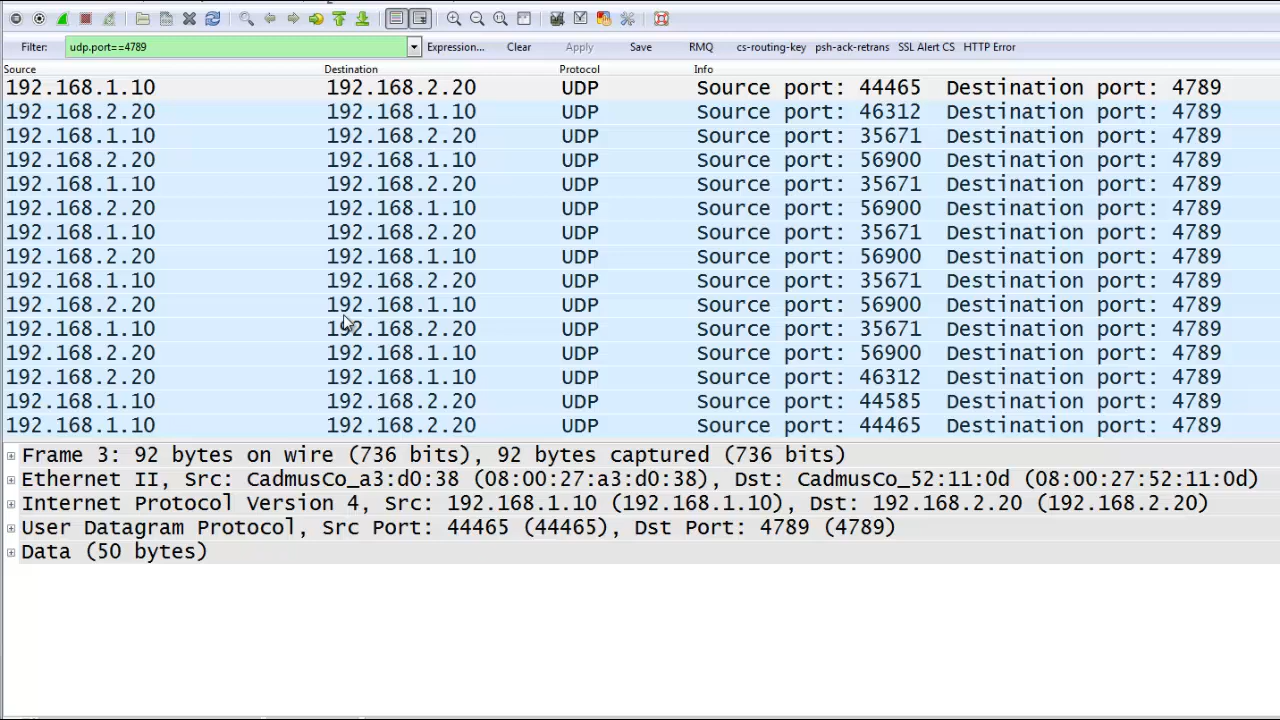 Filter: udp.port==4789 Expression... Clear Apply Save RMQ cs-routing-key psh-ack-retrans SSL Alert CS HTTP Error
Source Destination Protocol Info
192.168.1.10 192.168.2.20 UDP Source port: 44465 Destination port: 4789
192.168.2.20 192.168.1.10 UDP Source port: 46312 Destination port: 4789
192.168.1.10 192.168.2.20 UDP Source port: 35671 Destination port: 4789
192.168.2.20 192.168.1.10 UDP Source port: 56900 Destination port: 4789
192.168.1.10 192.168.2.20 UDP Source port: 35671 Destination port: 4789
192.168.2.20 192.168.1.10 UDP Source port: 56900 Destination port: 4789
192.168.1.10 192.168.2.20 UDP Source port: 35671 Destination port: 4789
192.168.2.20 192.168.1.10 UDP Source port: 56900 Destination port: 4789
192.168.1.10 192.168.2.20 UDP Source port: 35671 Destination port: 4789
192.168.2.20 192.168.1.10 UDP Source port: 56900 Destination port: 4789
192.168.1.10 192.168.2.20 UDP Source port: 35671 Destination port: 4789
192.168.2.20 192.168.1.10 UDP Source port: 56900 Destination port: 4789
192.168.2.20 192.168.1.10 UDP Source port: 46312 Destination port: 4789
192.168.1.10 192.168.2.20 UDP Source port: 44585 Destination port: 4789
192.168.1.10 192.168.2.20 UDP Source port: 44465 Destination port: 4789
Frame 3: 92 bytes on wire (736 bits), 92 bytes captured (736 bits)
Ethernet II, Src: CadmusCo_a3:d0:38 (08:00:27:a3:d0:38), Dst: CadmusCo_52:11:0d (08:00:27:52:11:0d)
Internet Protocol Version 4, Src: 192.168.1.10 (192.168.1.10), Dst: 192.168.2.20 (192.168.2.20)
User Datagram Protocol, Src Port: 44465 (44465), Dst Port: 4789 (4789)
Data (50 bytes)